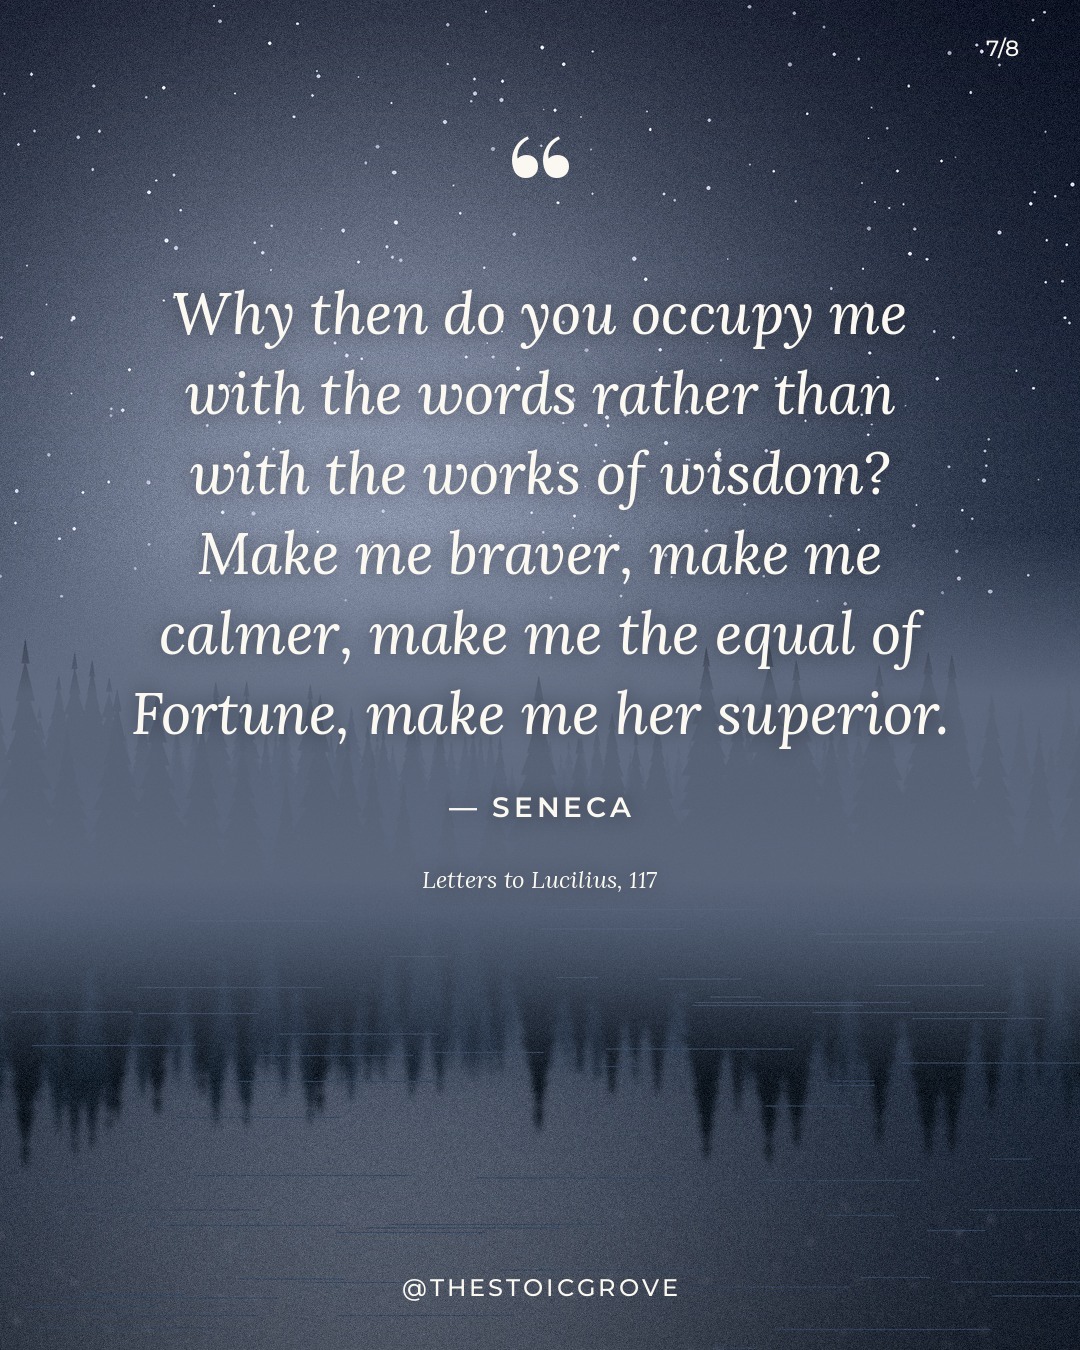 7/8
“
Why then do you occupy me
with the words rather than
with the works of wisdom?
Make me braver, make me
calmer, make me the equal of
Fortune, make me her superior.
— SENECA
Letters to Lucilius, 117
@THESTOICGROVE